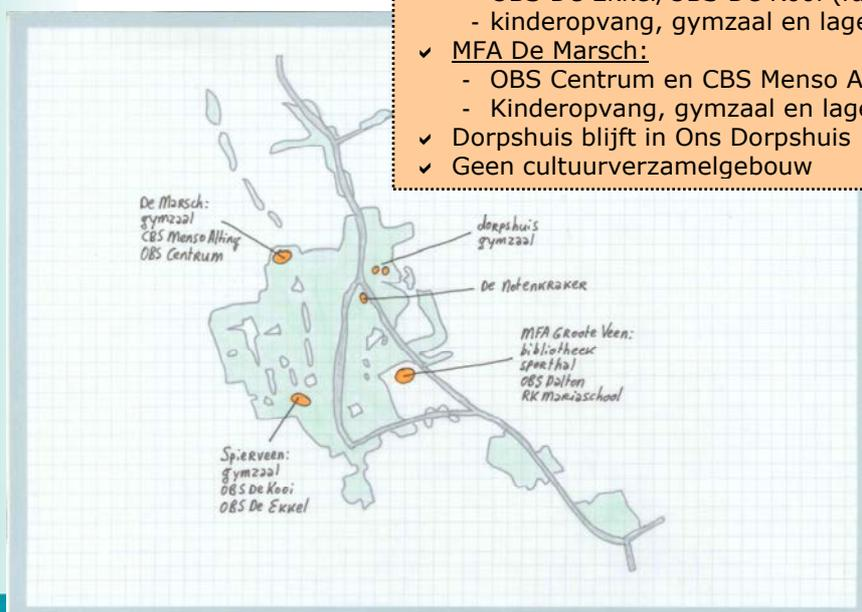 - kinderopvang, gymzaal en lage
✓ MFA De Marsch:
- OBS Centrum en CBS Menso A
- Kinderopvang, gymzaal en lage
✓ Dorpshuis blijft in Ons Dorpshuis
✓ Geen cultuurverzamelgebouw
De Marsch:
gymzaal
CBS Menso Alting
OBS Centrum
dorpshuis
gymzaal
De Notenkraker
MFA Groote Veen:
bibliotheek
sporthal
OBS Dalton
RK Mariaschool
Spierveen:
gymzaal
OBS De Kooi
OBS De Ekkel